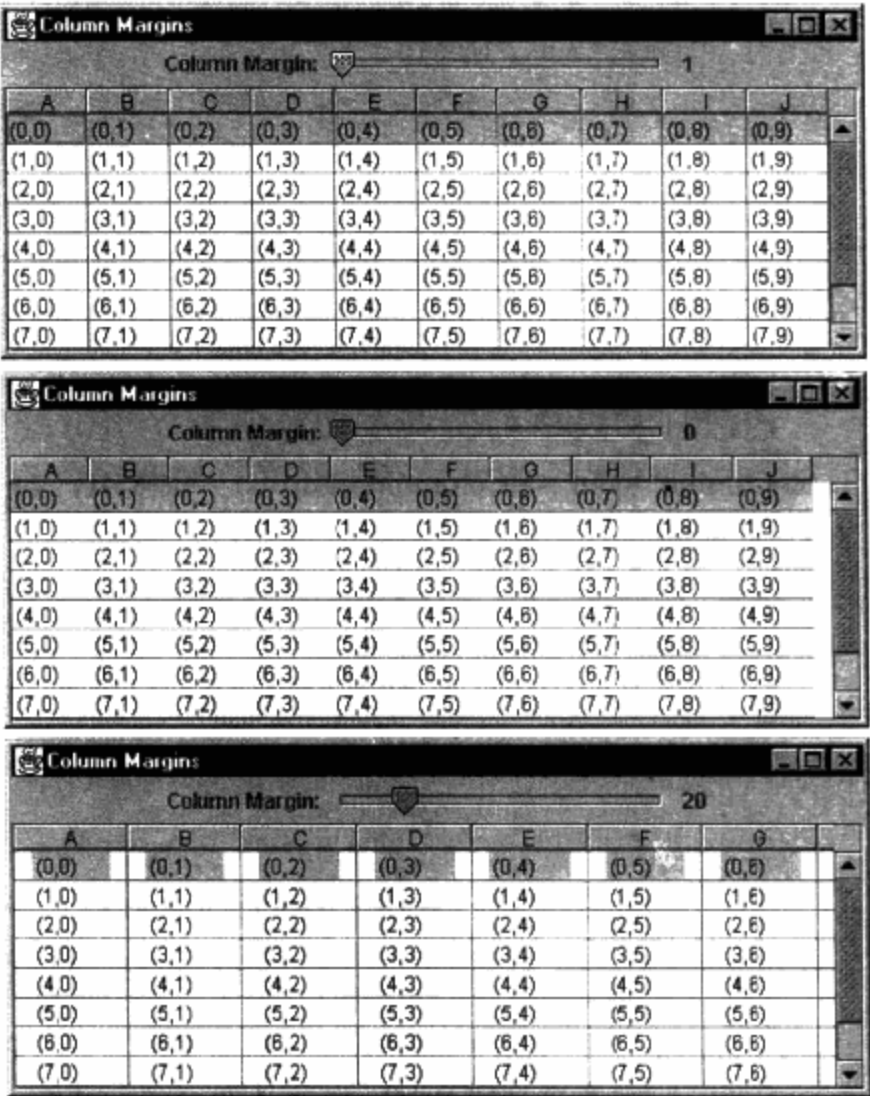 Column Margins
Column Margin: 1
A B C D E F G H I J
(0,0) (0,1) (0,2) (0,3) (0,4) (0,5) (0,6) (0,7) (0,8) (0,9)
(1,0) (1,1) (1,2) (1,3) (1,4) (1,5) (1,6) (1,7) (1,8) (1,9)
(2,0) (2,1) (2,2) (2,3) (2,4) (2,5) (2,6) (2,7) (2,8) (2,9)
(3,0) (3,1) (3,2) (3,3) (3,4) (3,5) (3,6) (3,7) (3,8) (3,9)
(4,0) (4,1) (4,2) (4,3) (4,4) (4,5) (4,6) (4,7) (4,8) (4,9)
(5,0) (5,1) (5,2) (5,3) (5,4) (5,5) (5,6) (5,7) (5,8) (5,9)
(6,0) (6,1) (6,2) (6,3) (6,4) (6,5) (6,6) (6,7) (6,8) (6,9)
(7,0) (7,1) (7,2) (7,3) (7,4) (7,5) (7,6) (7,7) (7,8) (7,9)
Column Margins
Column Margin: 0
A B C D E F G H I J
(0,0) (0,1) (0,2) (0,3) (0,4) (0,5) (0,6) (0,7) (0,8) (0,9)
(1,0) (1,1) (1,2) (1,3) (1,4) (1,5) (1,6) (1,7) (1,8) (1,9)
(2,0) (2,1) (2,2) (2,3) (2,4) (2,5) (2,6) (2,7) (2,8) (2,9)
(3,0) (3,1) (3,2) (3,3) (3,4) (3,5) (3,6) (3,7) (3,8) (3,9)
(4,0) (4,1) (4,2) (4,3) (4,4) (4,5) (4,6) (4,7) (4,8) (4,9)
(5,0) (5,1) (5,2) (5,3) (5,4) (5,5) (5,6) (5,7) (5,8) (5,9)
(6,0) (6,1) (6,2) (6,3) (6,4) (6,5) (6,6) (6,7) (6,8) (6,9)
(7,0) (7,1) (7,2) (7,3) (7,4) (7,5) (7,6) (7,7) (7,8) (7,9)
Column Margins
Column Margin: 20
A B C D E F G
(0,0) (0,1) (0,2) (0,3) (0,4) (0,5) (0,6)
(1,0) (1,1) (1,2) (1,3) (1,4) (1,5) (1,6)
(2,0) (2,1) (2,2) (2,3) (2,4) (2,5) (2,6)
(3,0) (3,1) (3,2) (3,3) (3,4) (3,5) (3,6)
(4,0) (4,1) (4,2) (4,3) (4,4) (4,5) (4,6)
(5,0) (5,1) (5,2) (5,3) (5,4) (5,5) (5,6)
(6,0) (6,1) (6,2) (6,3) (6,4) (6,5) (6,6)
(7,0) (7,1) (7,2) (7,3) (7,4) (7,5) (7,6)